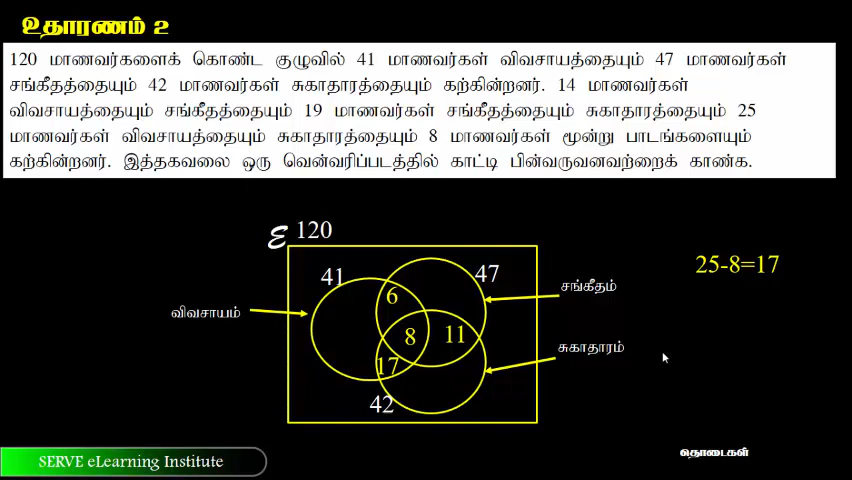 உதாரணம் 2
120 மாணவர்களைக் கொண்ட குழுவில் 41 மாணவர்கள் விவசாயத்தையும் 47 மாணவர்கள்
சங்கீதத்தையும் 42 மாணவர்கள் சுகாதாரத்தையும் கற்கின்றனர். 14 மாணவர்கள்
விவசாயத்தையும் சங்கீதத்தையும் 19 மாணவர்கள் சங்கீதத்தையும் சுகாதாரத்தையும் 25
மாணவர்கள் விவசாயத்தையும் சுகாதாரத்தையும் 8 மாணவர்கள் மூன்று பாடங்களையும்
கற்கின்றனர். இத்தகவலை ஒரு வென்வரிப்படத்தில் காட்டி பின்வருவனவற்றைக் காண்க.
ℰ 120
25-8=17
41
47
சங்கீதம்
6
விவசாயம்
8
11
சுகாதாரம்
17
42
தொடைகள்
SERVE eLearning Institute